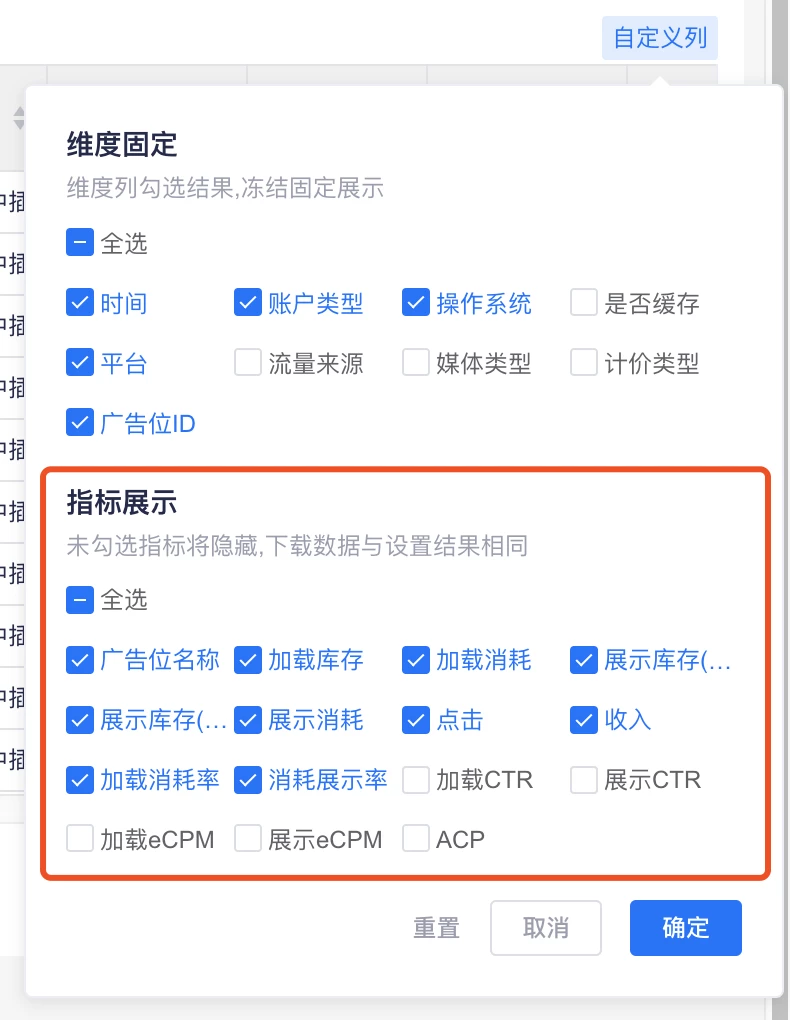 自定义列
维度固定
维度列勾选结果,冻结固定展示
全选
时间 账户类型 操作系统 是否缓存
平台 流量来源 媒体类型 计价类型
广告位ID
指标展示
未勾选指标将隐藏,下载数据与设置结果相同
全选
广告位名称 加载库存 加载消耗 展示库存(...
展示库存(... 展示消耗 点击 收入
加载消耗率 消耗展示率 加载CTR 展示CTR
加载eCPM 展示eCPM ACP
重置 取消 确定